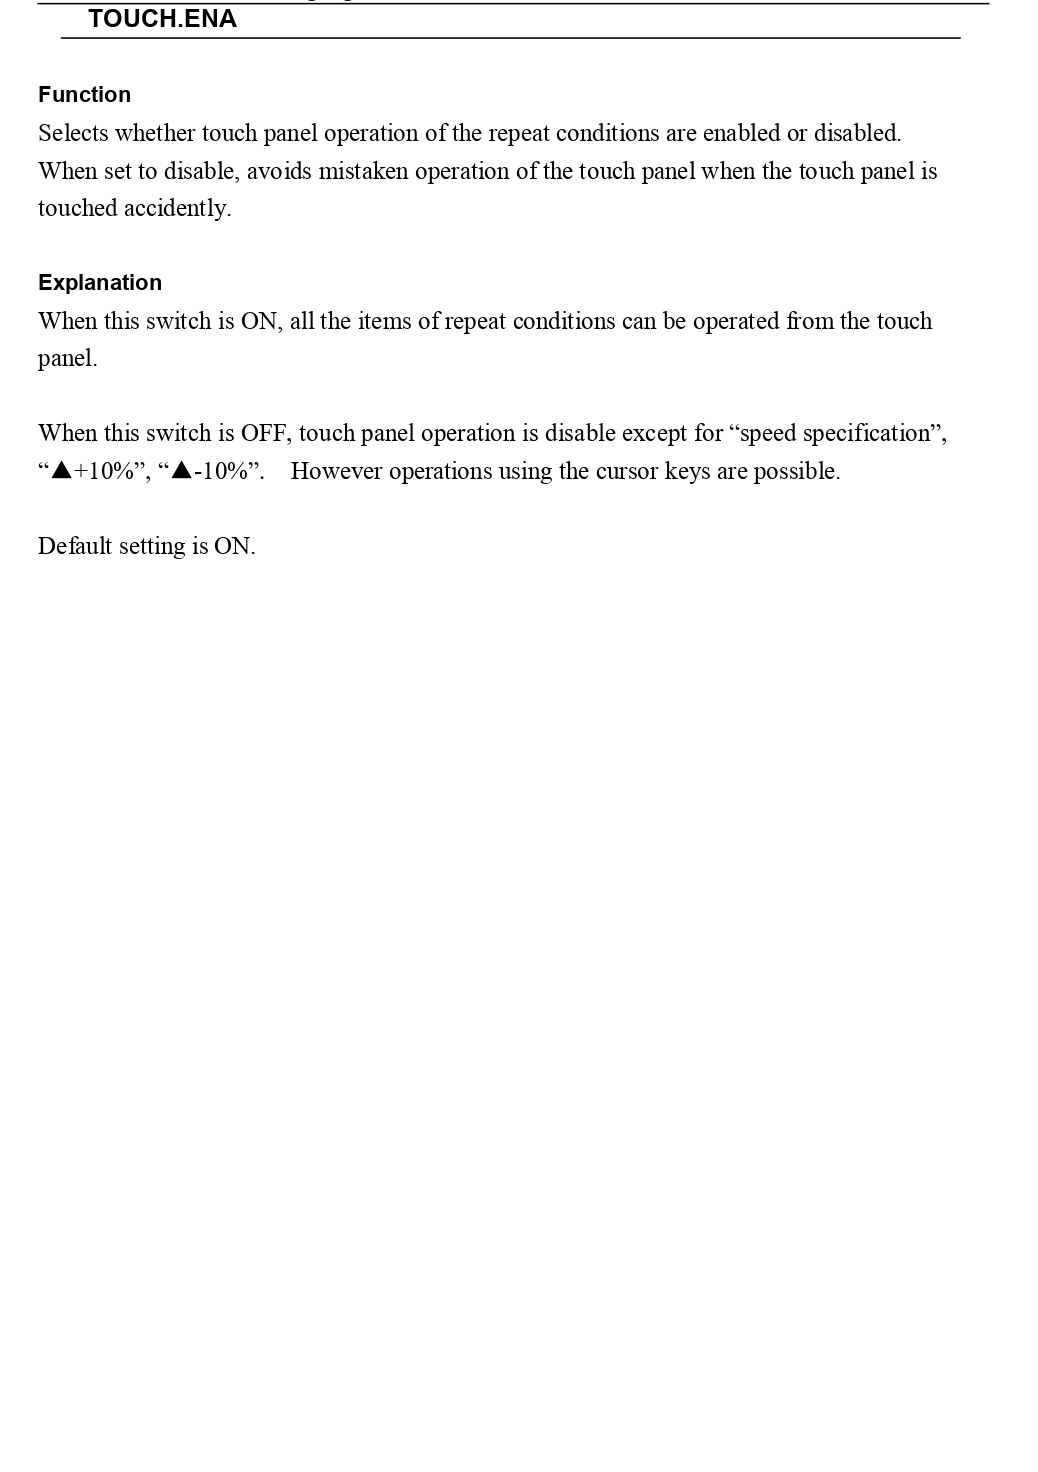 TOUCH.ENA
Function
Selects whether touch panel operation of the repeat conditions are enabled or disabled.
When set to disable, avoids mistaken operation of the touch panel when the touch panel is
touched accidently.
Explanation
When this switch is ON, all the items of repeat conditions can be operated from the touch
panel.
When this switch is OFF, touch panel operation is disable except for “speed specification”,
“▲+10%”, “▲-10%”. However operations using the cursor keys are possible.
Default setting is ON.